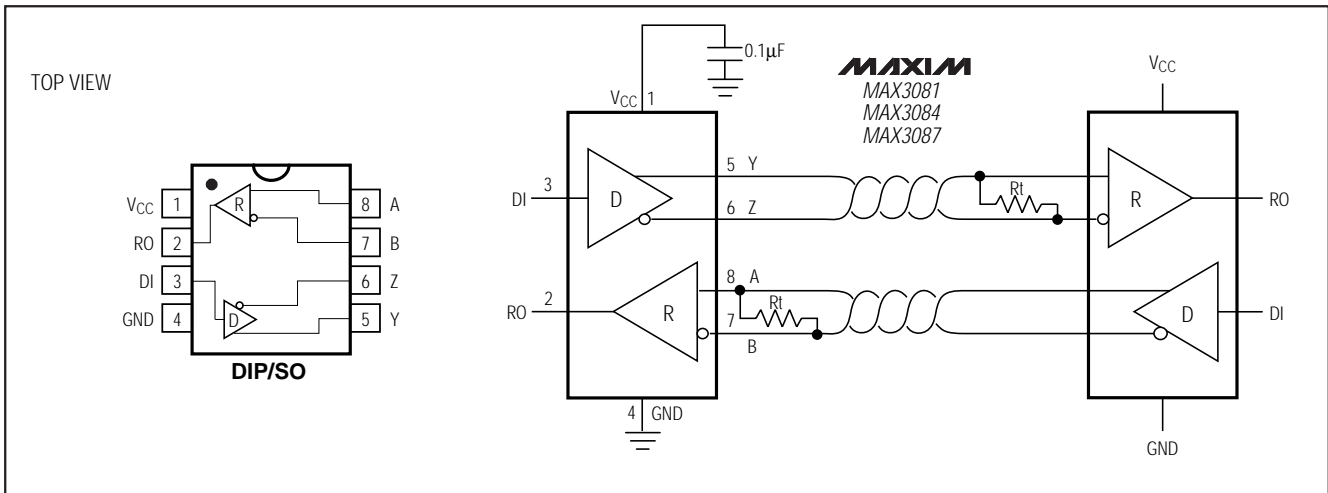 TOP VIEW
VCC 1
RO 2
DI 3
GND 4
8 A
7 B
6 Z
5 Y
R
D
DIP/SO
0.1µF
VCC 1
MAXIM
MAX3081
MAX3084
MAX3087
VCC
DI 3
D
5 Y
6 Z
Rt
R
RO
RO 2
R
8 A
Rt
7
B
D
DI
4 GND
GND